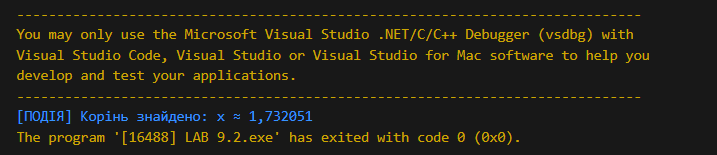 -------------------------------------------------------------------------------
You may only use the Microsoft Visual Studio .NET/C/C++ Debugger (vsdbg) with
Visual Studio Code, Visual Studio or Visual Studio for Mac software to help you
develop and test your applications.
-------------------------------------------------------------------------------
[ПОДІЯ] Корінь знайдено: x ≈ 1,732051
The program '[16488] LAB 9.2.exe' has exited with code 0 (0x0).